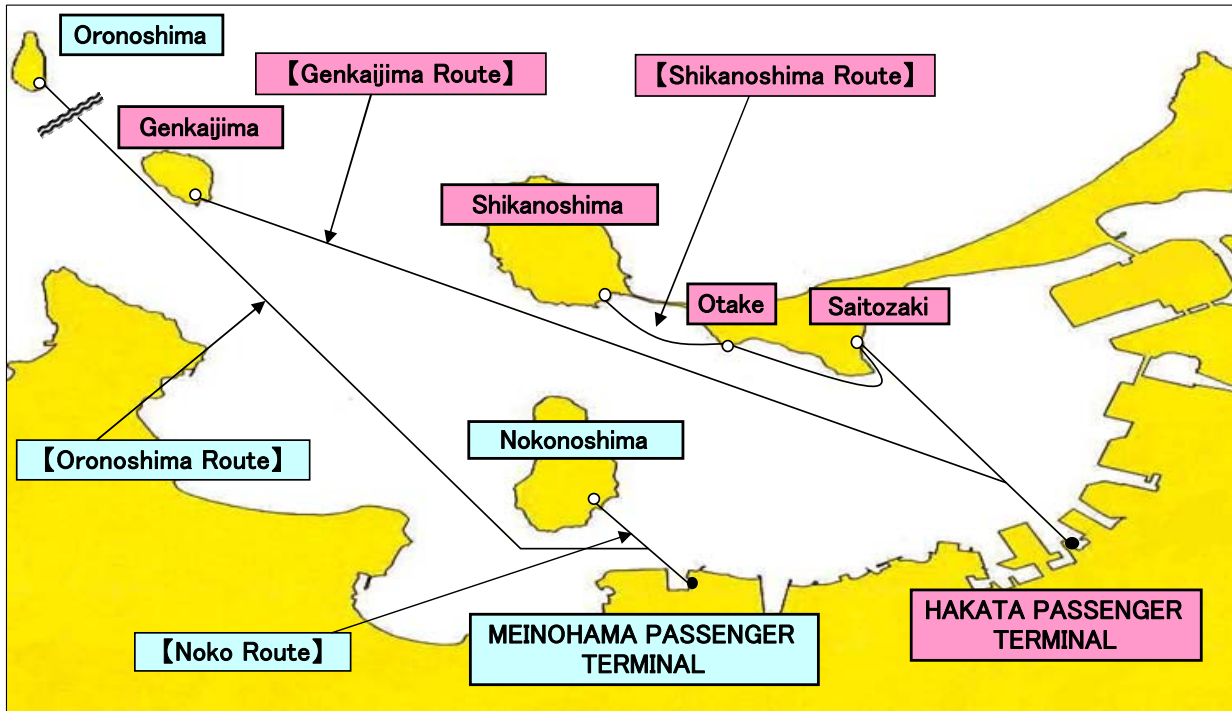 Oronoshima
【Genkaijima Route】
【Shikanoshima Route】
Genkaijima
Shikanoshima
Otake
Saitozaki
Nokonoshima
【Oronoshima Route】
【Noko Route】
MEINOHAMA PASSENGER
TERMINAL
HAKATA PASSENGER
TERMINAL